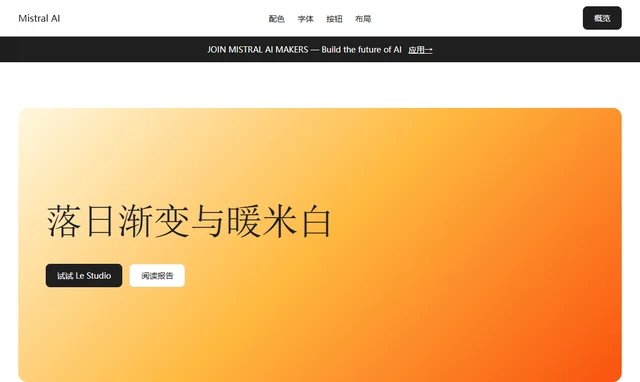 Mistral AI
配色 字体 按钮 布局
概览
JOIN MISTRAL AI MAKERS — Build the future of AI 应用→
落日渐变与暖米白
试试 Le Studio
阅读报告